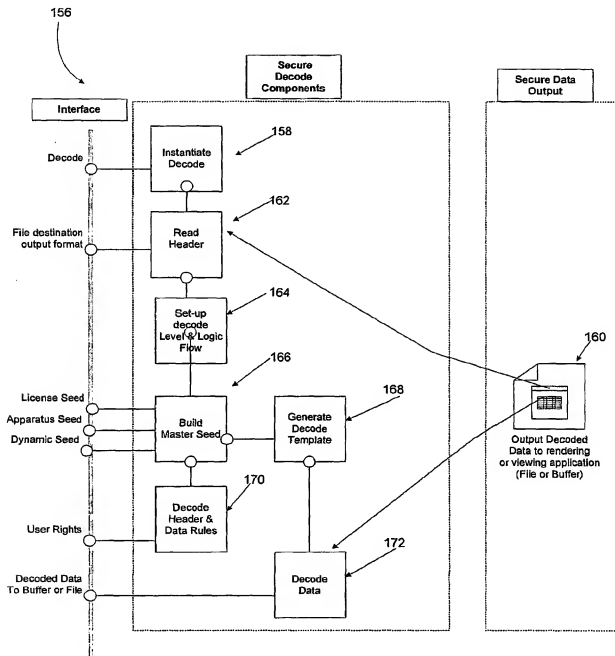 156
Interface
Secure
Decode
Components
Secure Data
Output
Decode
Instantiate
Decode
158
File destination
output format
Read
Header
162
Set-up
decode
Level & Logic
Flow
164
License Seed
Apparatus Seed
Dynamic Seed
Build
Master Seed
166
Generate
Decode
Template
168
160
Output Decoded
Data to rendering
or viewing application
(File or Buffer)
User Rights
Decode
Header &
Data Rules
170
Decoded Data
To Buffer or File
Decode
Data
172